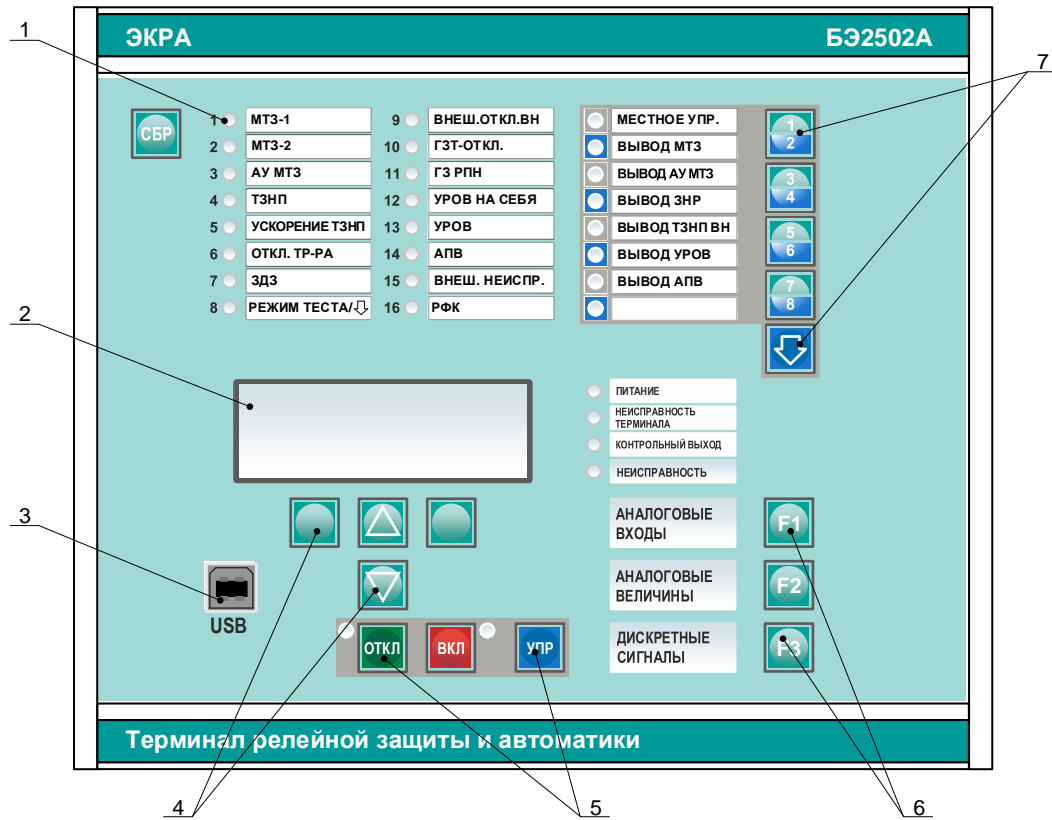 1
ЭКРА
БЭ2502А
7
СБР
1 МТЗ-1
2 МТЗ-2
3 АУ МТЗ
4 ТЗНП
5 УСКОРЕНИЕ ТЗНП
6 ОТКЛ. ТР-РА
7 ЗДЗ
8 РЕЖИМ ТЕСТА/
9 ВНЕШ.ОТКЛ.ВН
10 ГЗТ-ОТКЛ.
11 ГЗ РПН
12 УРОВ НА СЕБЯ
13 УРОВ
14 АПВ
15 ВНЕШ. НЕИСПР.
16 РФК
МЕСТНОЕ УПР.
ВЫВОД МТЗ
ВЫВОД АУ МТЗ
ВЫВОД ЗНР
ВЫВОД ТЗНП ВН
ВЫВОД УРОВ
ВЫВОД АПВ
1
2
3
4
5
6
7
8
2
ПИТАНИЕ
НЕИСПРАВНОСТЬ
ТЕРМИНАЛА
КОНТРОЛЬНЫЙ ВЫХОД
НЕИСПРАВНОСТЬ
3
USB
АНАЛОГОВЫЕ
ВХОДЫ
F1
АНАЛОГОВЫЕ
ВЕЛИЧИНЫ
F2
ДИСКРЕТНЫЕ
СИГНАЛЫ
F3
ОТКЛ
ВКЛ
УПР
Терминал релейной защиты и автоматики
4
5
6